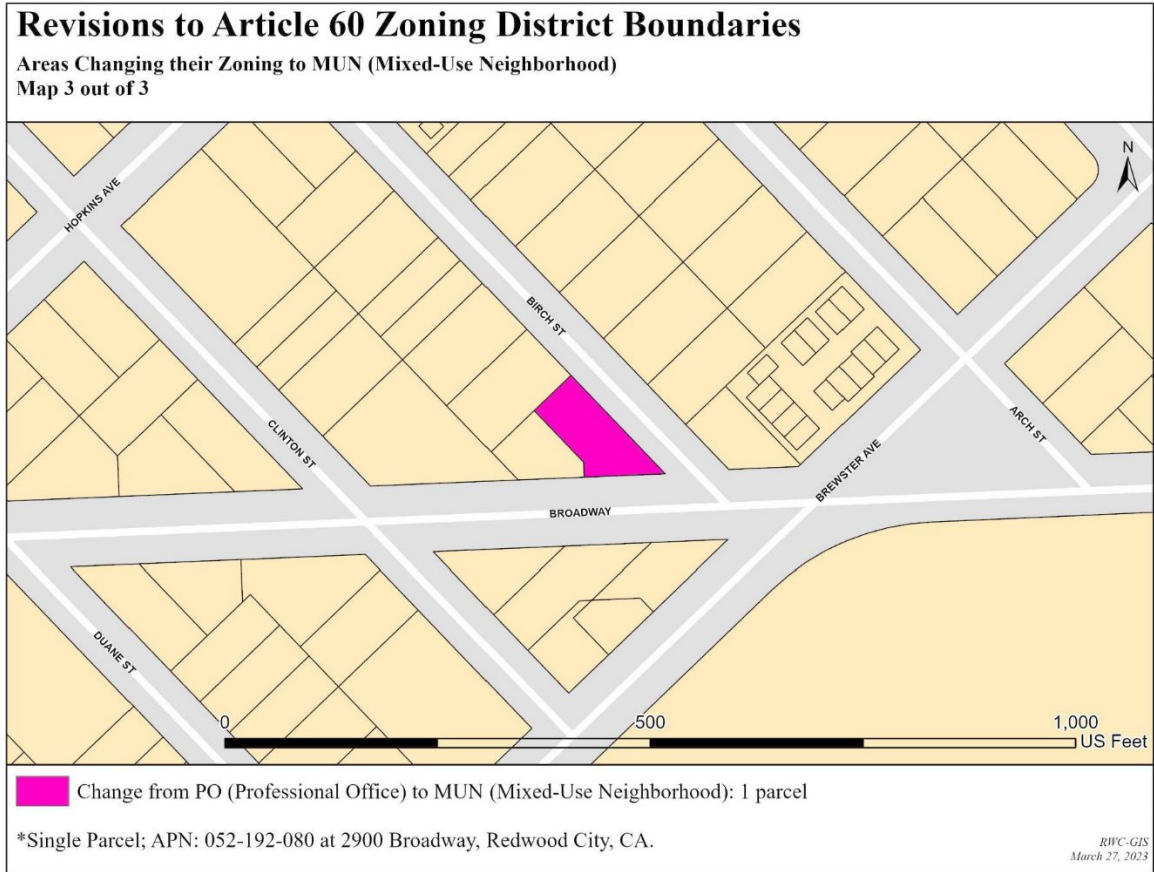 Revisions to Article 60 Zoning District Boundaries
Areas Changing their Zoning to MUN (Mixed-Use Neighborhood)
Map 3 out of 3
N
HOPKINS AVE
BIRCH ST
CLINTON ST
ARCH ST
BREWSTER AVE
BROADWAY
DUANE ST
0 500 1,000
US Feet
Change from PO (Professional Office) to MUN (Mixed-Use Neighborhood): 1 parcel
*Single Parcel; APN: 052-192-080 at 2900 Broadway, Redwood City, CA.
RWC-GIS
March 27, 2023